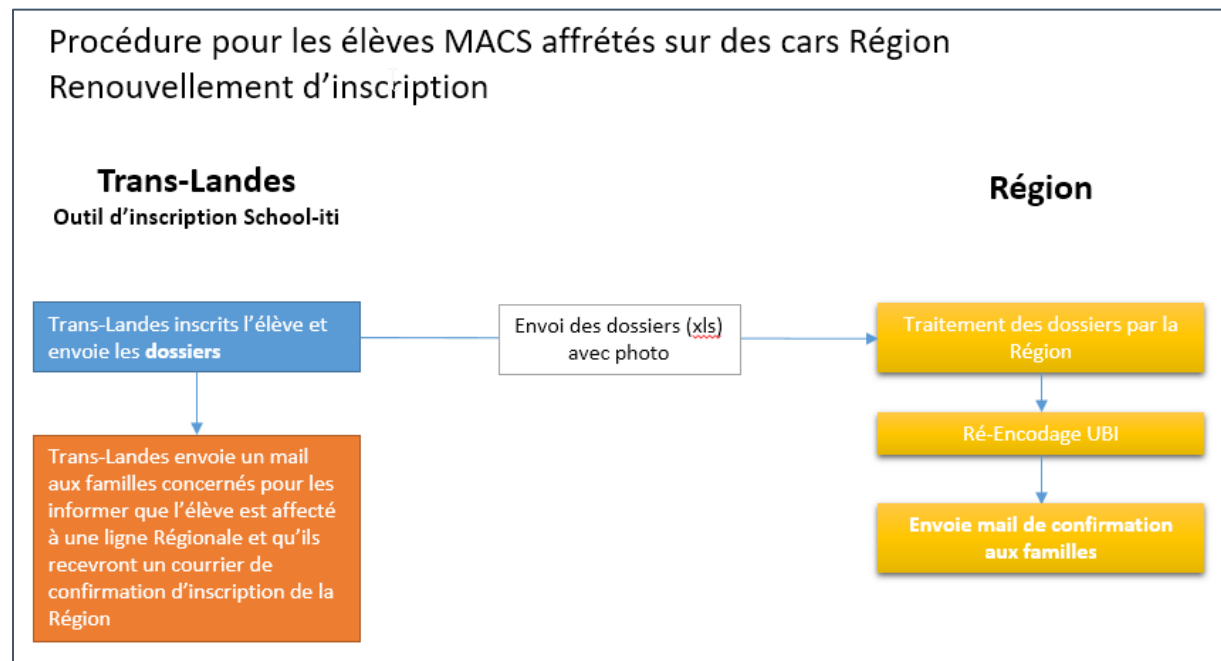 Procédure pour les élèves MACS affrétés sur des cars Région
Renouvellement d'inscription
Trans-Landes
Outil d'inscription School-iti
Région
Trans-Landes inscrits l'élève et
envoie les dossiers
Envoi des dossiers (xls)
avec photo
Traitement des dossiers par la
Région
Ré-Encodage UBI
Trans-Landes envoie un mail
aux familles concernés pour les
informer que l'élève est affecté
à une ligne Régionale et qu'ils
recevront un courrier de
confirmation d'inscription de la
Région
Envoie mail de confirmation
aux familles